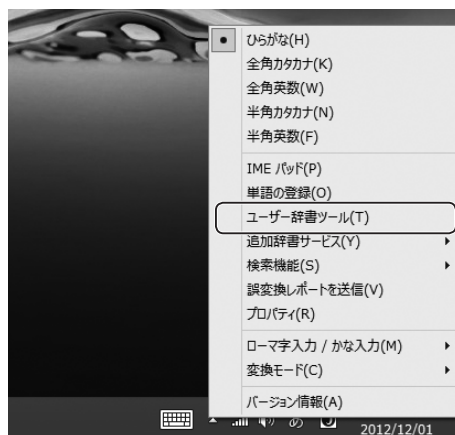 ひらがな(H)
全角カタカナ(K)
全角英数(W)
半角カタカナ(N)
半角英数(F)
IME パッド(P)
単語の登録(O)
ユーザー辞書ツール(T)
追加辞書サービス(Y)
検索機能(S)
誤変換レポートを送信(V)
プロパティ(R)
ローマ字入力 / かな入力(M)
変換モード(C)
バージョン情報(A)
あ
2012/12/01